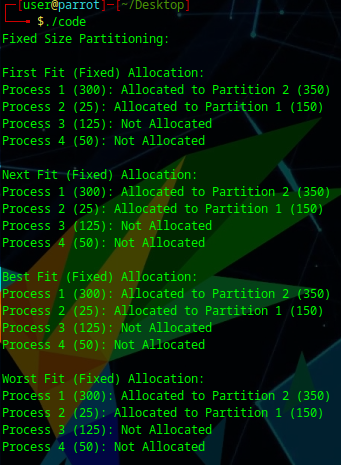 [user@parrot]-[~/Desktop]
$./code
Fixed Size Partitioning:
First Fit (Fixed) Allocation:
Process 1 (300): Allocated to Partition 2 (350)
Process 2 (25): Allocated to Partition 1 (150)
Process 3 (125): Not Allocated
Process 4 (50): Not Allocated
Next Fit (Fixed) Allocation:
Process 1 (300): Allocated to Partition 2 (350)
Process 2 (25): Allocated to Partition 1 (150)
Process 3 (125): Not Allocated
Process 4 (50): Not Allocated
Best Fit (Fixed) Allocation:
Process 1 (300): Allocated to Partition 2 (350)
Process 2 (25): Allocated to Partition 1 (150)
Process 3 (125): Not Allocated
Process 4 (50): Not Allocated
Worst Fit (Fixed) Allocation:
Process 1 (300): Allocated to Partition 2 (350)
Process 2 (25): Allocated to Partition 1 (150)
Process 3 (125): Not Allocated
Process 4 (50): Not Allocated